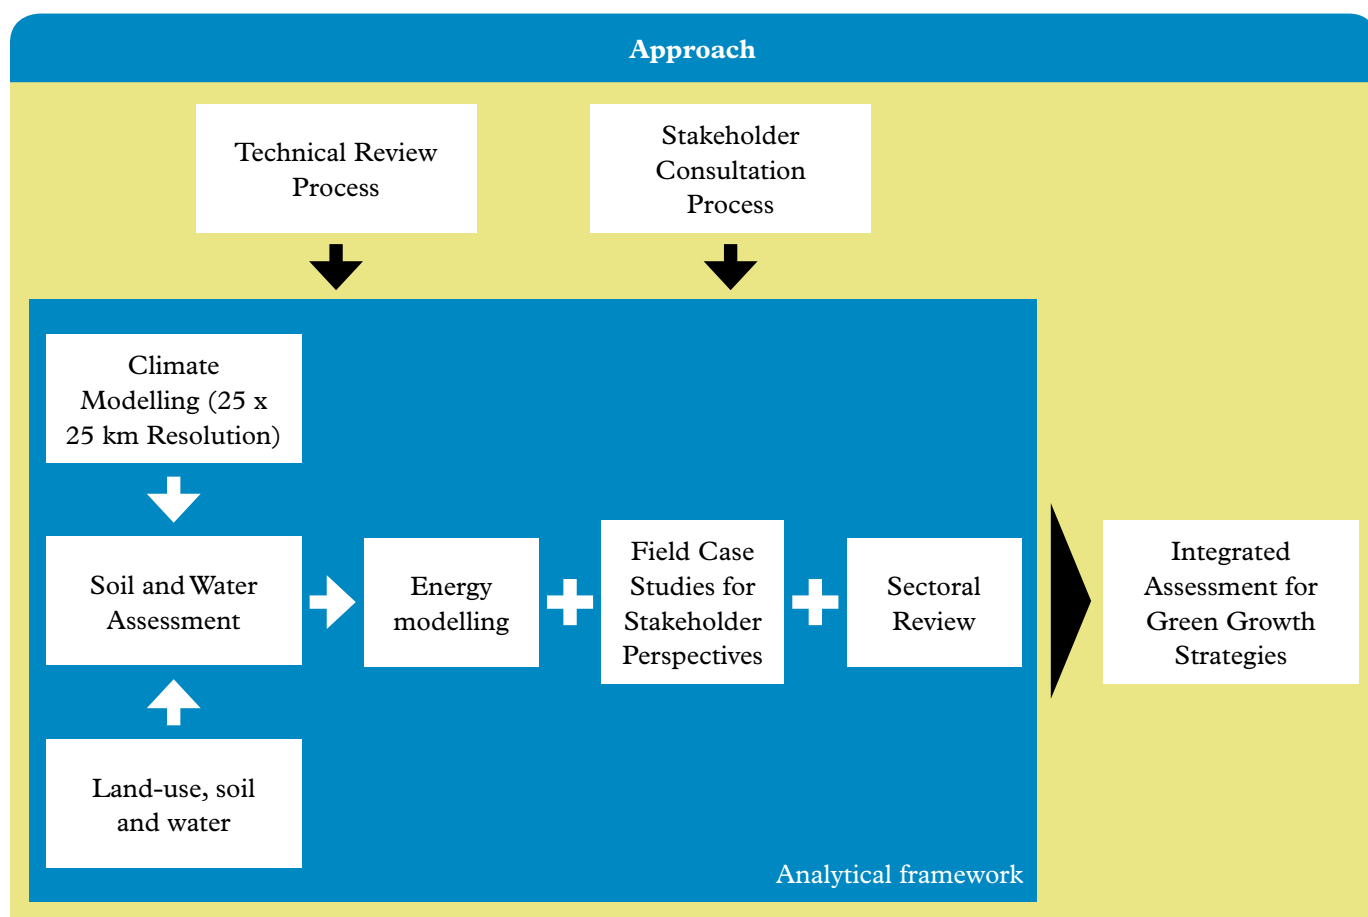 Approach
Technical Review
Process
Stakeholder
Consultation
Process
Climate
Modelling (25 x
25 km Resolution)
Soil and Water
Assessment
Energy
modelling
Field Case
Studies for
Stakeholder
Perspectives
Sectoral
Review
Integrated
Assessment for
Green Growth
Strategies
Land-use, soil
and water
Analytical framework